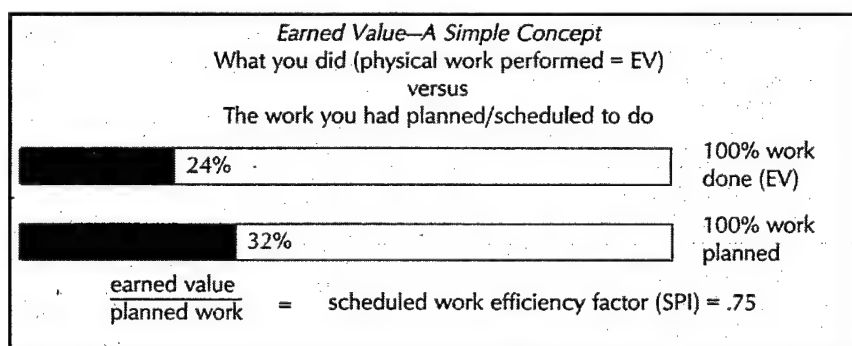 Earned Value—A Simple Concept
What you did (physical work performed = EV)
versus
The work you had planned/scheduled to do
24%
100% work
done (EV)
32%
100% work
planned
earned value
planned work
= scheduled work efficiency factor (SPI) = .75